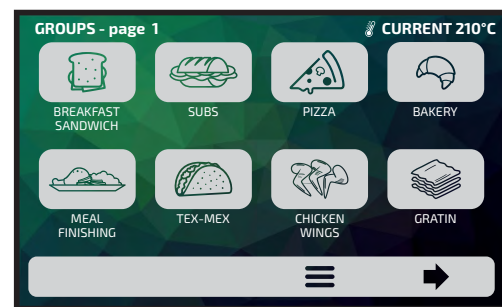 GROUPS - page 1
CURRENT 210°C
BREAKFAST
SANDWICH
SUBS
PIZZA
BAKERY
MEAL
FINISHING
TEX-MEX
CHICKEN
WINGS
GRATIN